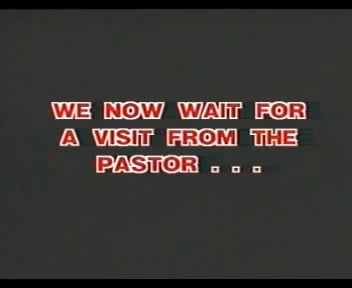 WE NOW WAIT FOR
A VISIT FROM THE
PASTOR . . .